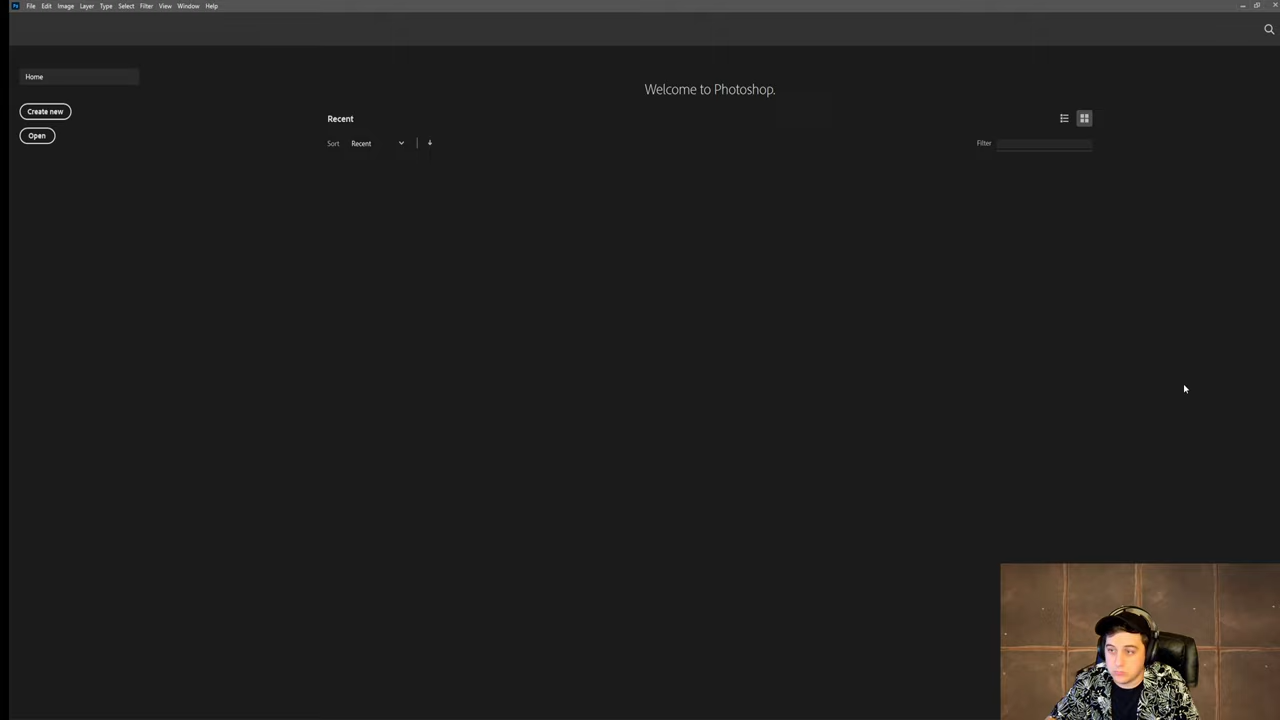 Ps File Edit Image Layer Type Select Filter View Window Help
Home
Welcome to Photoshop.
Create new
Recent
Open
Sort Recent
Filter